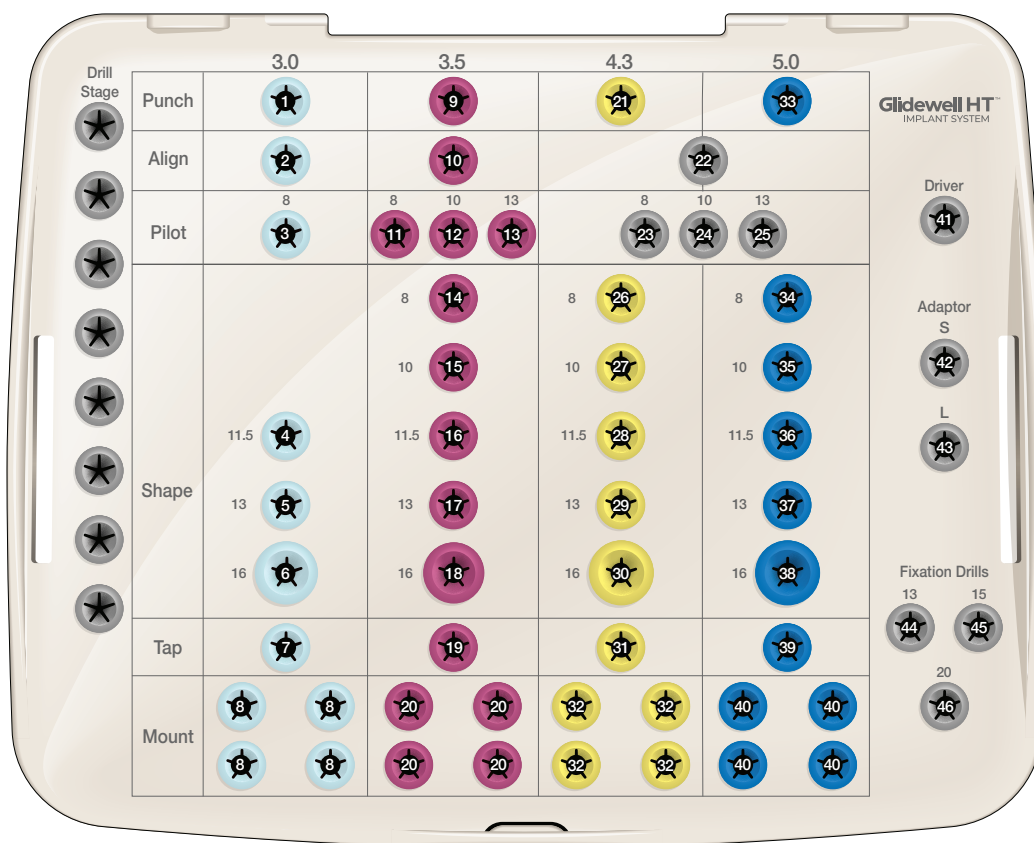 3.0 3.5 4.3 5.0
Drill
Stage
Punch 1 9 21 33
Glidewell HT™
IMPLANT SYSTEM
Align 2 10 22
8 8 10 13 8 10 13
Pilot 3 11 12 13 23 24 25
Driver
41
8 14 8 26 8 34
Adaptor
S
42
10 15 10 27 10 35
L
43
11.5 4 11.5 16 11.5 28 11.5 36
Shape
13 5 13 17 13 29 13 37
16 6 16 18 16 30 16 38
Fixation Drills
13 15
44 45
Tap 7 19 31 39
20
46
8 8 20 20 32 32 40 40
Mount
8 8 20 20 32 32 40 40